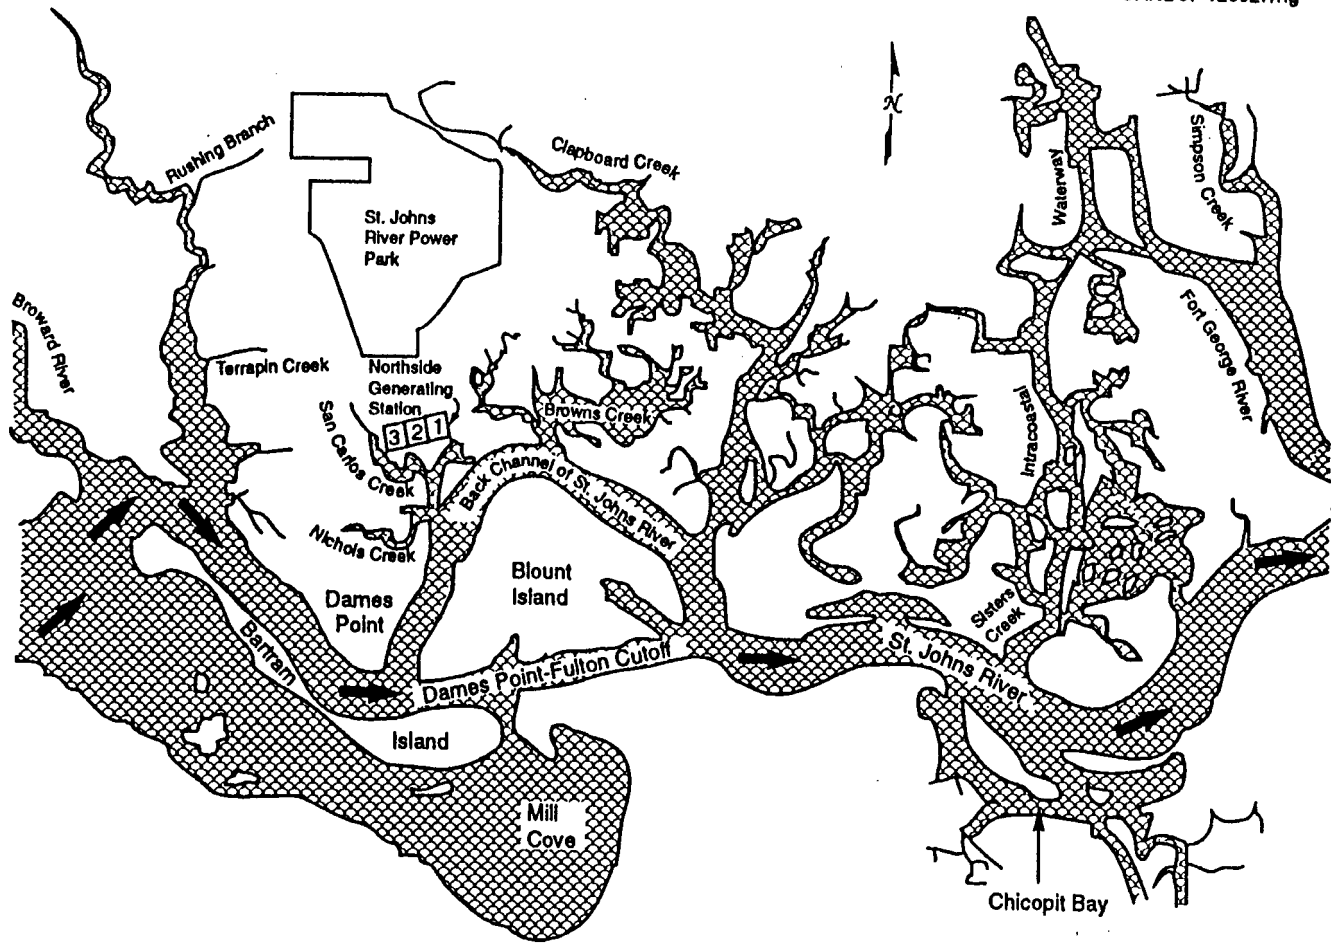 N
Rushing Branch
Clapboard Creek
Waterway
Simpson Creek
St. Johns
River Power
Park
Broward River
Terrapin Creek
Northside
Generating
Station
3 2 1
San Carlos Creek
Browns Creek
Fort George River
Intracoastal
Back Channel of St. Johns River
Nichols Creek
Dames
Point
Blount
Island
Sisters
Creek
Bartram
Island
Dames Point-Fulton Cutoff
St. Johns River
Mill
Cove
Chicopit Bay